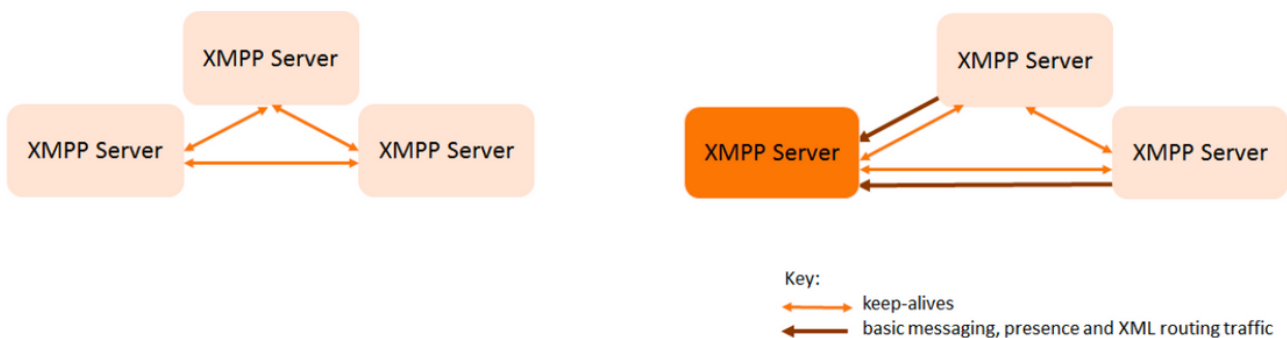 XMPP Server
XMPP Server
XMPP Server
XMPP Server
XMPP Server
XMPP Server
Key:
keep-alives
basic messaging, presence and XML routing traffic